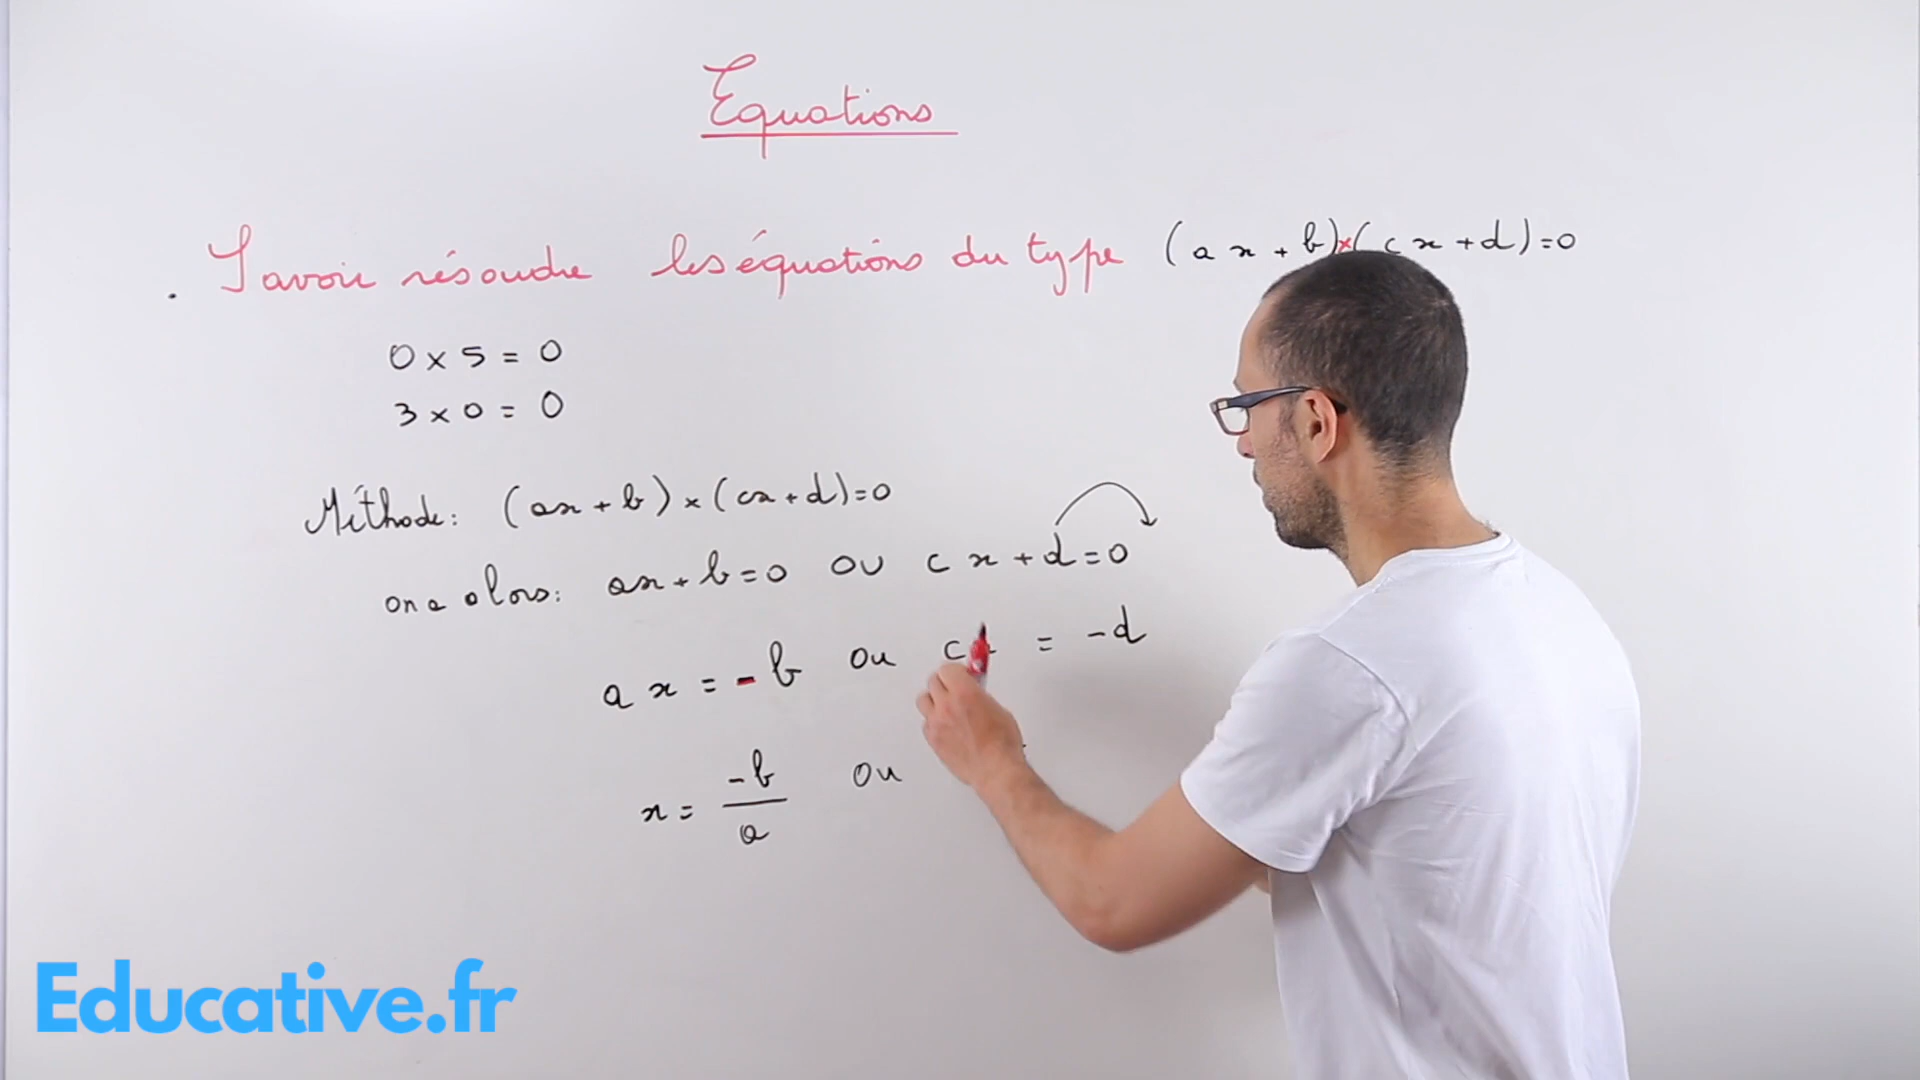 Equations
. Savoir résoudre les équations du type (ax+b)×(cx+d)=0
0 × 5 = 0
3 × 0 = 0
Méthode: (ax+b)×(cx+d)=0
on a alors: ax+b=0 ou cx+d=0
ax = -b ou cx = -d
x = -b/a ou
Educative.fr